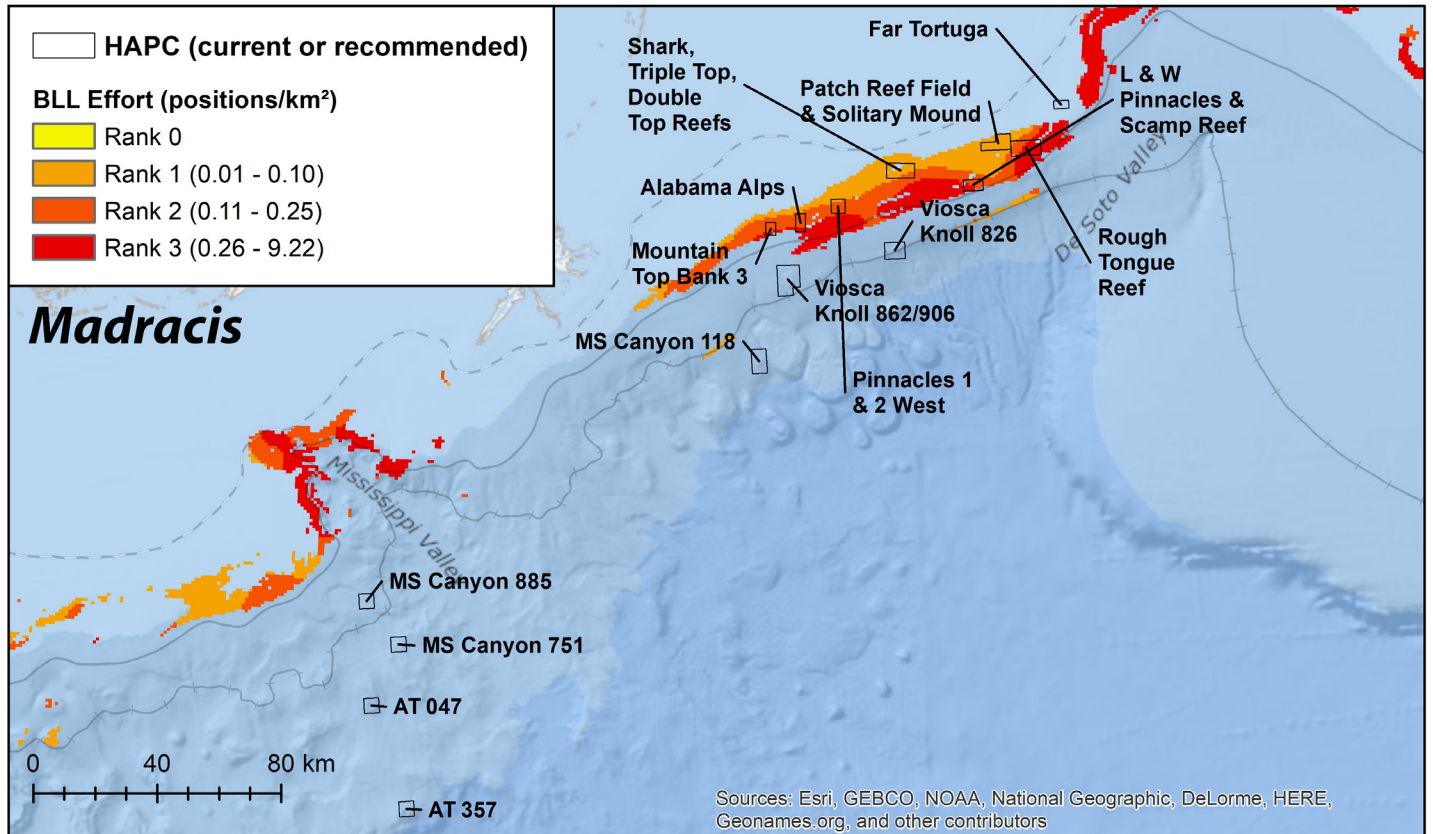 HAPC (current or recommended)
BLL Effort (positions/km²)
Rank 0
Rank 1 (0.01 - 0.10)
Rank 2 (0.11 - 0.25)
Rank 3 (0.26 - 9.22)
Madracis
Shark,
Triple Top,
Double
Top Reefs
Far Tortuga
Patch Reef Field
& Solitary Mound
L & W
Pinnacles &
Scamp Reef
Alabama Alps
Mountain
Top Bank 3
Viosca
Knoll 826
De Soto Valley
Rough
Tongue
Reef
Viosca
Knoll 862/906
MS Canyon 118
Pinnacles 1
& 2 West
Mississippi Valley
MS Canyon 885
MS Canyon 751
AT 047
AT 357
0 40 80 km
Sources: Esri, GEBCO, NOAA, National Geographic, DeLorme, HERE,
Geonames.org, and other contributors